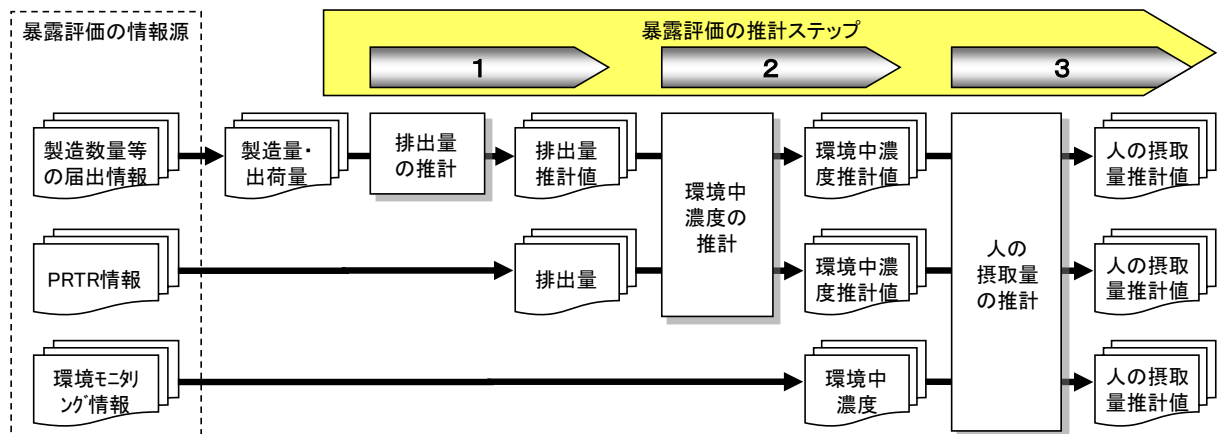 暴露評価の情報源
暴露評価の推計ステップ
1
2
3
製造数量等
の届出情報
製造量・
出荷量
排出量
の推計
排出量
推計値
環境中
濃度の
推計
環境中濃
度推計値
人の
摂取量
の推計
人の摂取
量推計値
PRTR情報
排出量
環境中濃
度推計値
人の摂取
量推計値
環境ﾓﾆﾀﾘ
ﾝｸﾞ情報
環境中
濃度
人の摂取
量推計値